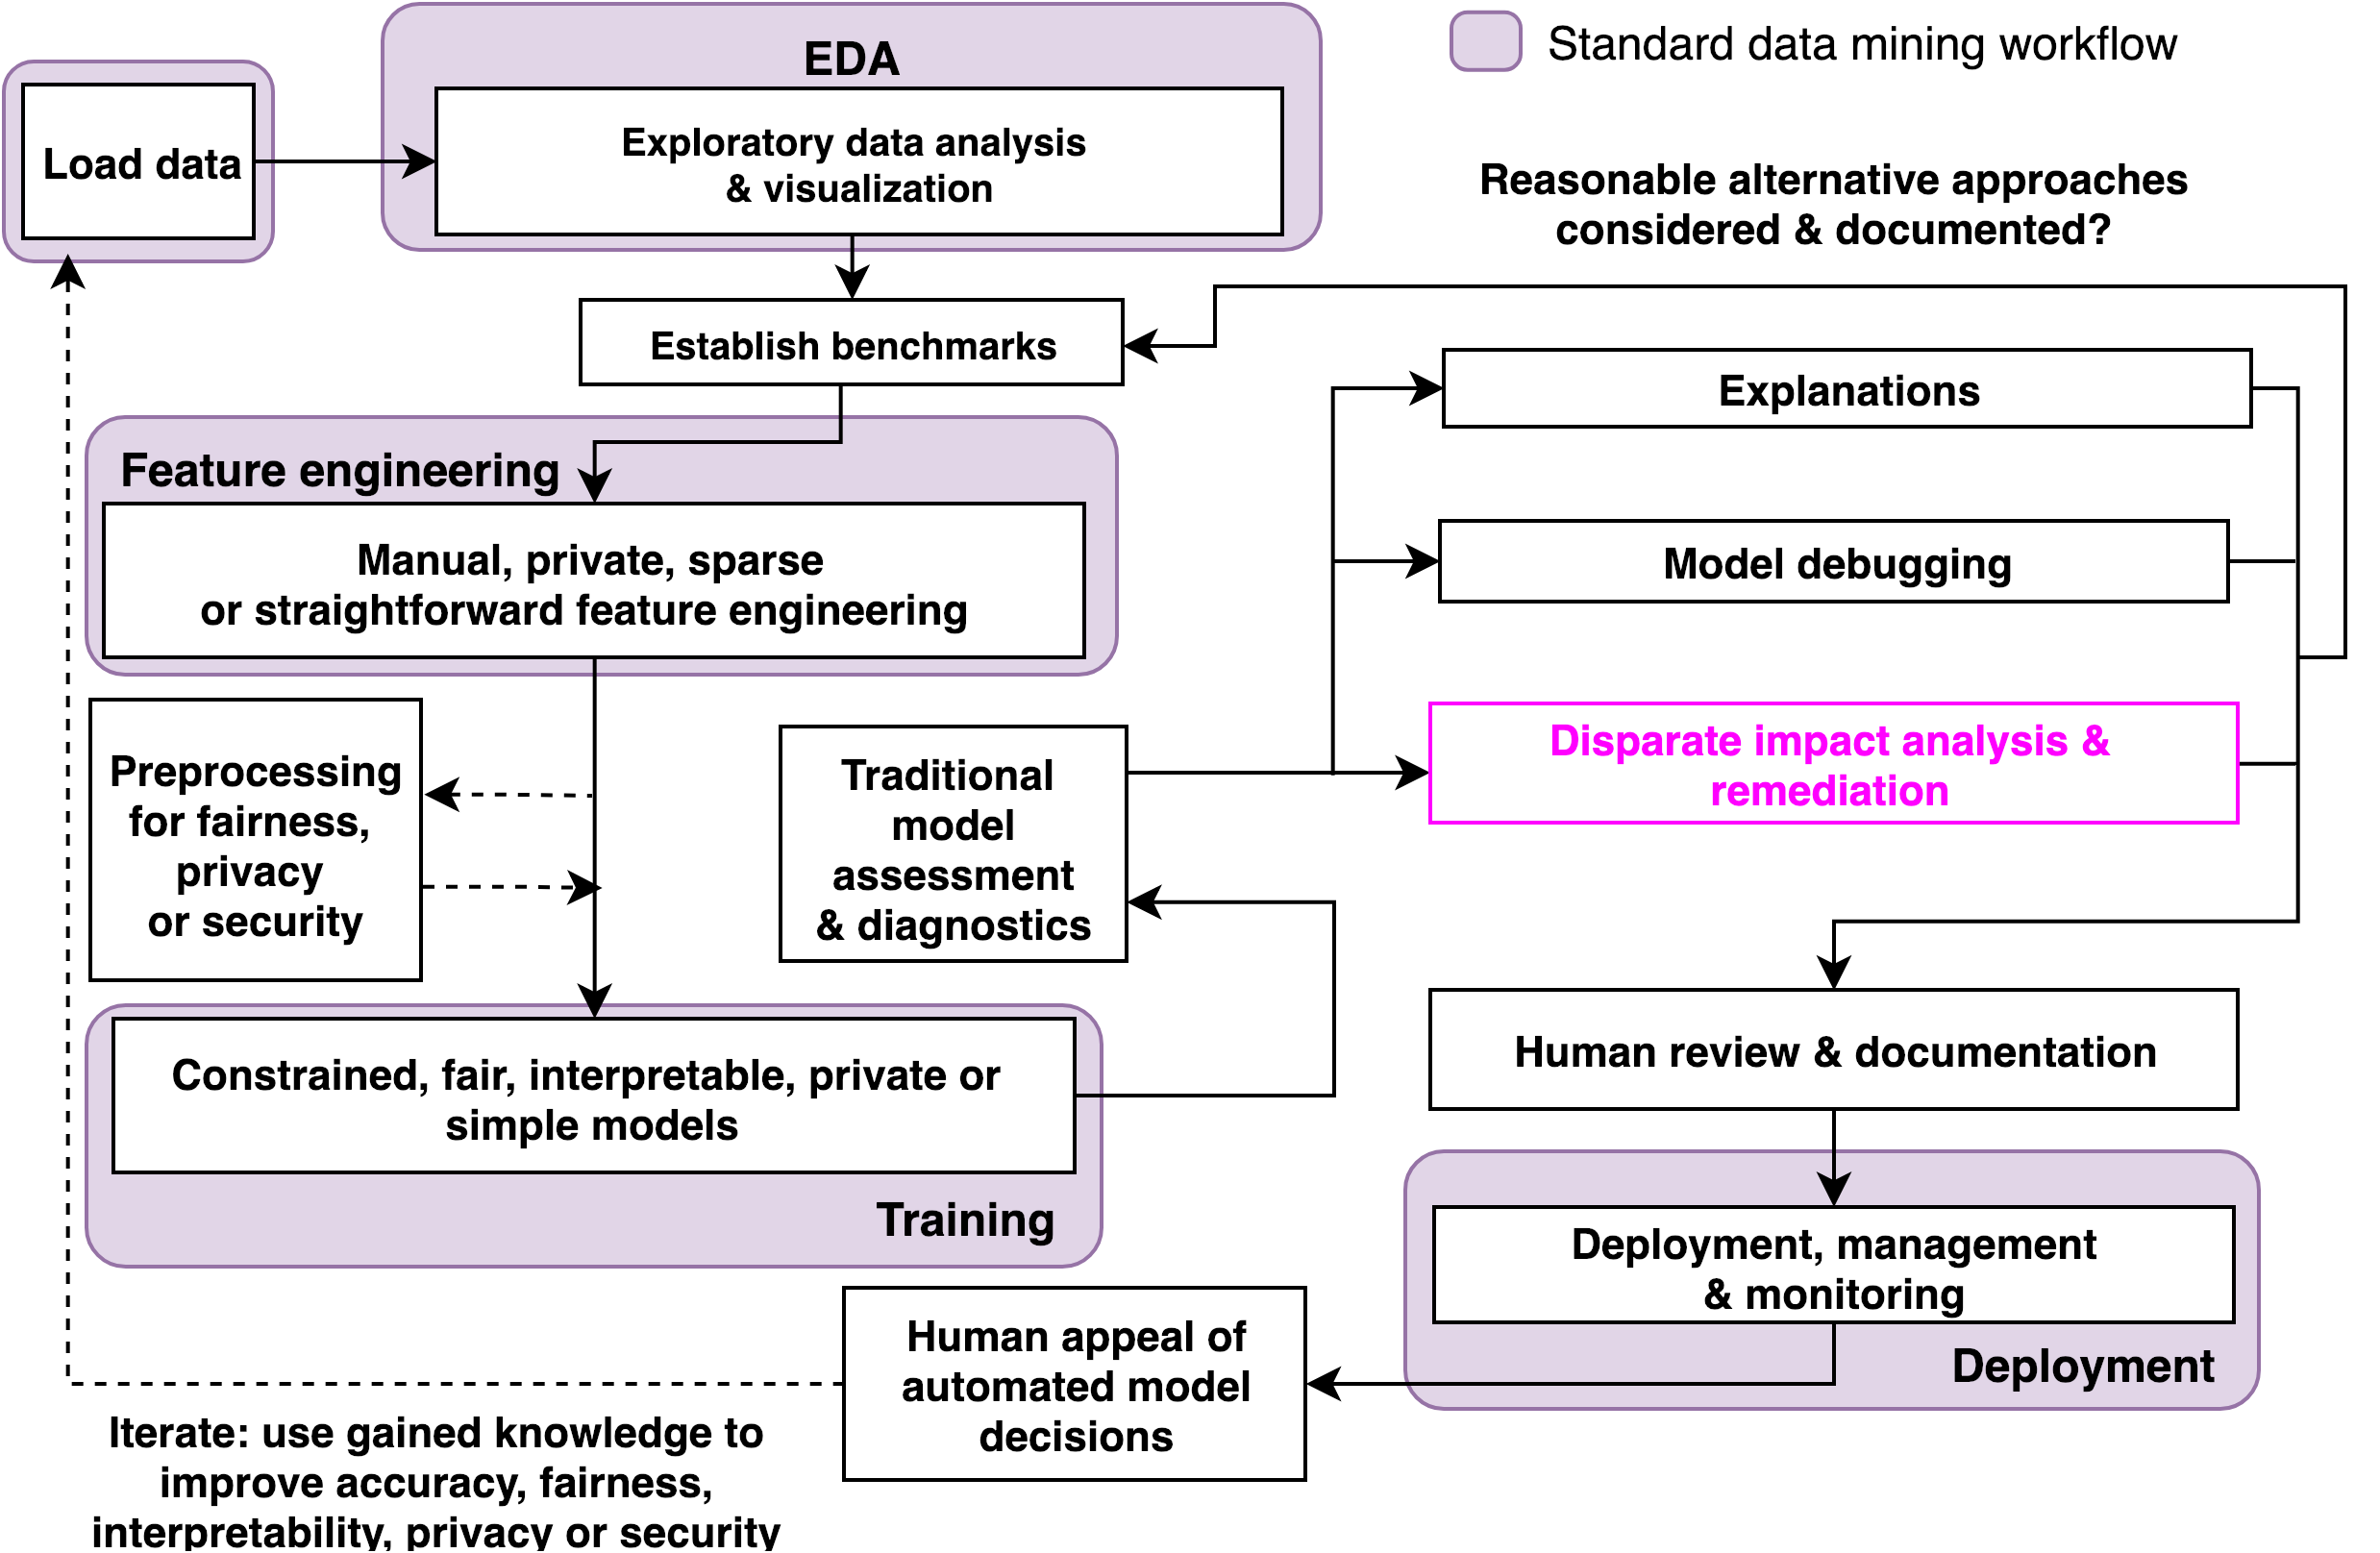 EDA
Standard data mining workflow
Load data
Exploratory data analysis
& visualization
Reasonable alternative approaches
considered & documented?
Establish benchmarks
Explanations
Feature engineering
Manual, private, sparse
or straightforward feature engineering
Model debugging
Preprocessing
for fairness,
privacy
or security
Traditional
model
assessment
& diagnostics
Disparate impact analysis &
remediation
Constrained, fair, interpretable, private or
simple models
Training
Human review & documentation
Deployment, management
& monitoring
Deployment
Human appeal of
automated model
decisions
Iterate: use gained knowledge to
improve accuracy, fairness,
interpretability, privacy or security